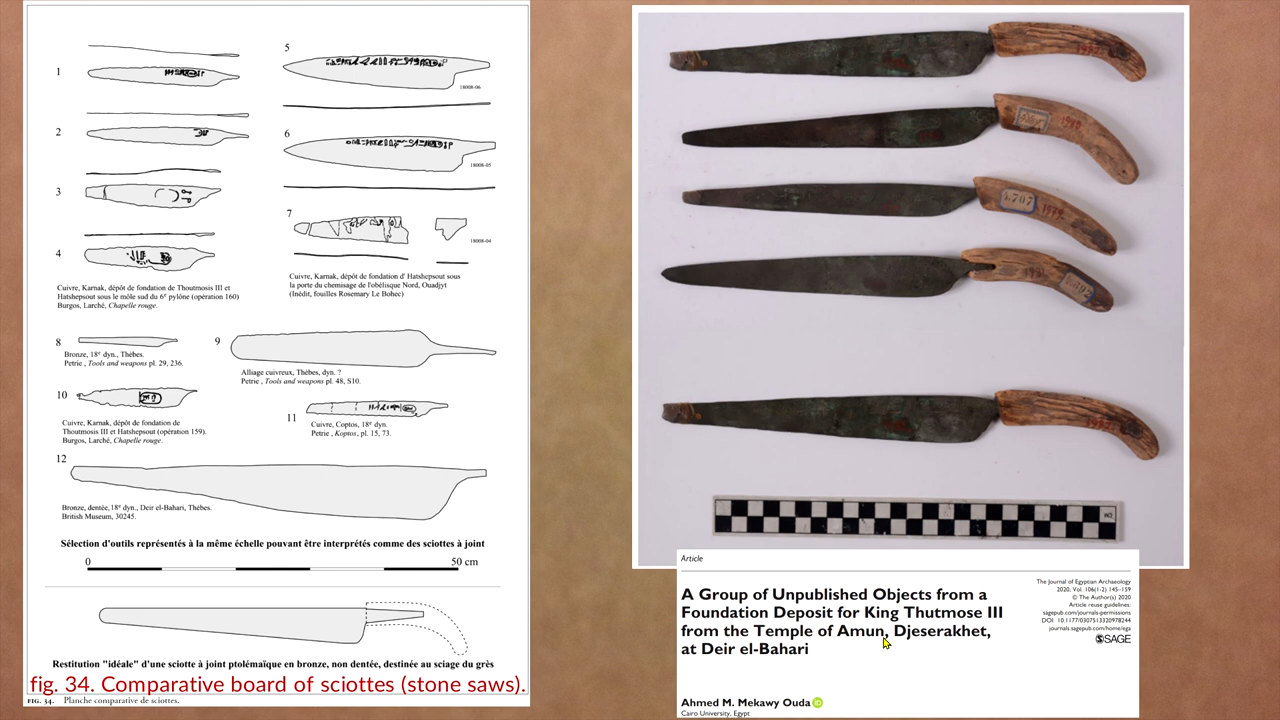 1
2
3
4
Cuivre, Karnak, dépôt de fondation de Thoutmosis III et
Hatshepsout sous le môle sud du 6e pylône (opération 160)
Burgos, Larché, Chapelle rouge.
5
18008-06
6
18008-05
7
18008-04
Cuivre, Karnak, dépôt de fondation d' Hatshepsout sous
la porte du chemisage de l'obélisque Nord, Ouadjyt
(Inédit, fouilles Rosemary Le Bohec)
8
Bronze, 18e dyn., Thèbes.
Petrie , Tools and weapons pl. 29, 236.
9
Alliage cuivreux, Thèbes, dyn. ?
Petrie , Tools and weapons pl. 48, S10.
10
Cuivre, Karnak, dépôt de fondation de
Thoutmosis III et Hatshepsout (opération 159).
Burgos, Larché, Chapelle rouge.
11
Cuivre, Coptos, 18e dyn.
Petrie , Koptos, pl. 15, 73.
12
Bronze, dentée, 18e dyn., Deir el-Bahari, Thèbes.
British Museum, 30245.
Sélection d'outils représentés à la même échelle pouvant être interprétés comme des sciottes à joint
0 50 cm
Restitution "idéale" d'une sciotte à joint ptolémaïque en bronze, non dentée, destinée au sciage du grès
fig. 34. Comparative board of sciottes (stone saws).
FIG. 34. Planche comparative de sciottes.
CM
Article
A Group of Unpublished Objects from a
Foundation Deposit for King Thutmose III
from the Temple of Amun, Djeserakhet,
at Deir el-Bahari
The Journal of Egyptian Archaeology
2020, Vol. 106(1-2) 145–159
© The Author(s) 2020
Article reuse guidelines:
sagepub.com/journals-permissions
DOI: 10.1177/0307513320978244
journals.sagepub.com/home/ega
SAGE
Ahmed M. Mekawy Ouda iD
Cairo University, Egypt